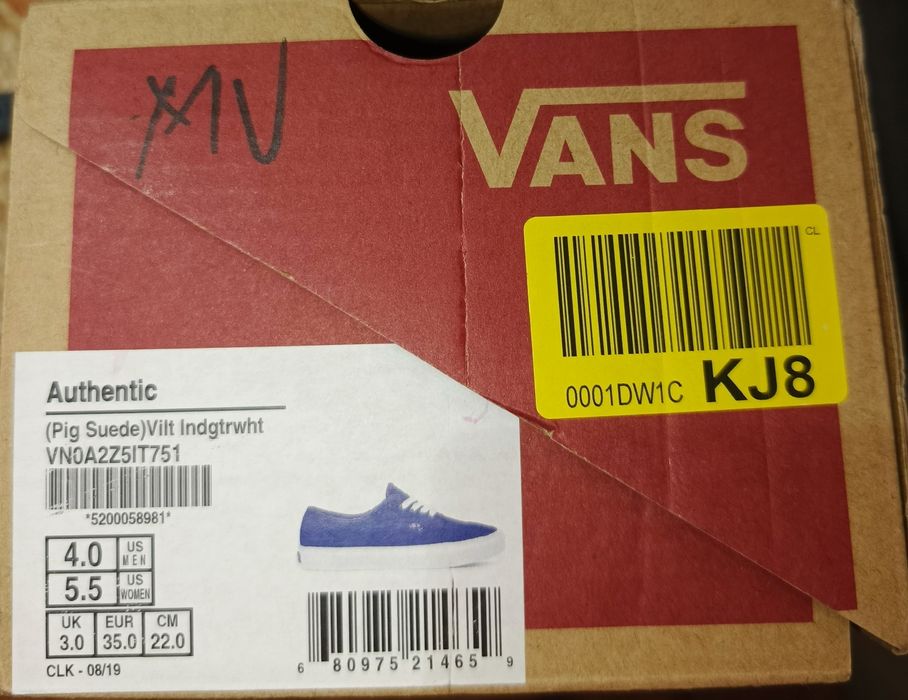 VANS
CL
0001DW1C KJ8
Authentic
(Pig Suede)Vilt Indgtrwht
VN0A2Z5IT751
*5200058981*
4.0 US MEN
5.5 US WOMEN
UK EUR CM
3.0 35.0 22.0
CLK - 08/19
6 80975 21465 9